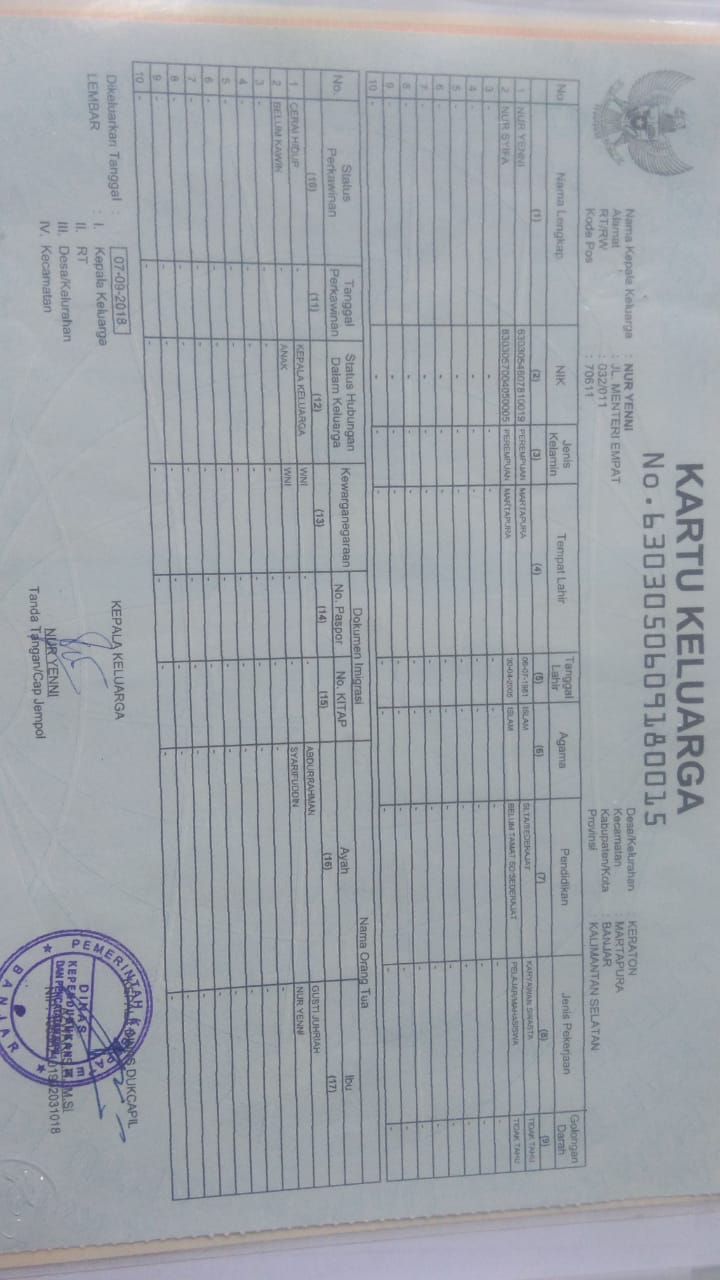 KARTU KELUARGA
No. 6303050609180015
Nama Kepala Keluarga : NUR YENNI
Alamat : JL. MENTERI EMPAT
RT/RW : 032/011
Kode Pos : 70611
Desa/Kelurahan : KERATON
Kecamatan : MARTAPURA
Kabupaten/Kota : BANJAR
Provinsi : KALIMANTAN SELATAN
No Nama Lengkap NIK Jenis Kelamin Tempat Lahir Tanggal Lahir Agama Pendidikan Jenis Pekerjaan Golongan Darah
(1) (2) (3) (4) (5) (6) (7) (8) (9)
1 NUR YENNI 6303054607810019 PEREMPUAN MARTAPURA 06-07-1981 ISLAM SLTA/SEDERAJAT KARYAWAN SWASTA TIDAK TAHU
2 NUR SYIFA 6303057004050005 PEREMPUAN MARTAPURA 30-04-2005 ISLAM BELUM TAMAT SD/SEDERAJAT PELAJAR/MAHASISWA TIDAK TAHU
3 - - - - - - - - -
4 - - - - - - - - -
5 - - - - - - - - -
6 - - - - - - - - -
7 - - - - - - - - -
8 - - - - - - - - -
9 - - - - - - - - -
10 - - - - - - - - -
No. Status Perkawinan Tanggal Perkawinan Status Hubungan Dalam Keluarga Kewarganegaraan Dokumen Imigrasi Nama Orang Tua
No. Paspor No. KITAP Ayah Ibu
(10) (11) (12) (13) (14) (15) (16) (17)
1 CERAI HIDUP - KEPALA KELUARGA WNI - - ABDURRAHMAN GUSTI JUHRIAH
2 BELUM KAWIN - ANAK WNI - - SYARIFUDDIN NUR YENNI
3 - - - - - - - -
4 - - - - - - - -
5 - - - - - - - -
6 - - - - - - - -
7 - - - - - - - -
8 - - - - - - - -
9 - - - - - - - -
10 - - - - - - - -
Dikeluarkan Tanggal : 07-09-2018
LEMBAR : I. Kepala Keluarga
II. RT
III. Desa/Kelurahan
IV. Kecamatan
KEPALA KELUARGA
NUR YENNI
Tanda Tangan/Cap Jempol
DUKCAPIL
PEMERINTAH
DINAS
KEPENDUDUKAN
DAN PENCATATAN SIPIL
BANJAR
M.Si